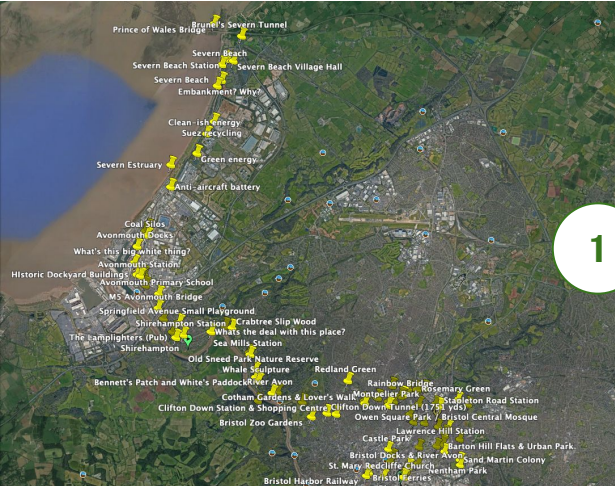 Brunel's Severn Tunnel
Prince of Wales Bridge
Severn Beach
Severn Beach Station
Severn Beach Village Hall
Severn Beach
Embankment? Why?
Clean-ish energy
Suez recycling
Green energy
Severn Estruary
Anti-aircraft battery
Coal Silos
Avonmouth Docks
What's this big white thing?
Avonmouth Station
HIstoric Dockyard Buildings
Avonmouth Primary School
M5 Avonmouth Bridge
Springfield Avenue Small Playground
Shirehampton Station
Crabtree Slip Wood
Whats the deal with this place?
The Lamplighters (Pub)
Sea Mills Station
Shirehampton
Old Sneed Park Nature Reserve
Whale Sculpture
Redland Green
Bennett's Patch and White's Paddock
River Avon
Rainbow Bridge
Rosemary Green
Cotham Gardens & Lover's Walk
Montpelier Park
Stapleton Road Station
Clifton Down Station & Shopping Centre
Clifton Down Tunnel (1751 yds)
Bristol Zoo Gardens
Owen Square Park
Bristol Central Mosque
Lawrence Hill Station
Castle Park
Barton Hill Flats & Urban Park
Bristol Docks & River Avon
Sand Martin Colony
St. Mary Redcliffe Church
Nentham Park
Bristol Harbor Railway
Bristol Ferries
1